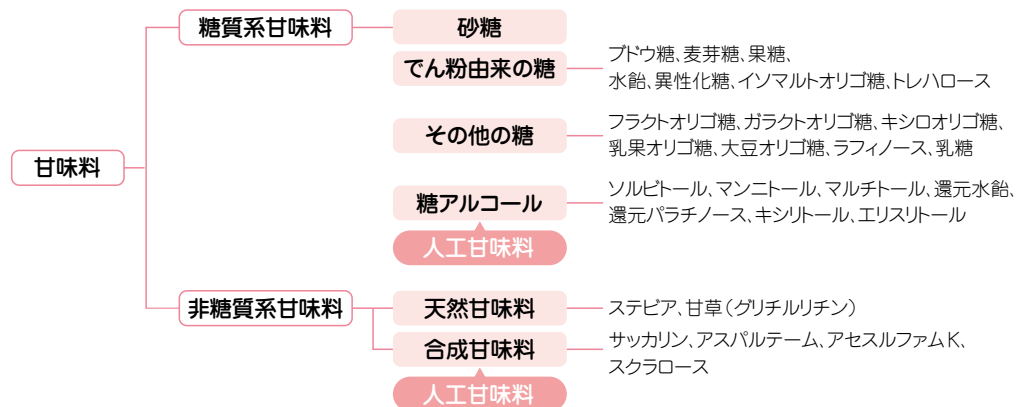 糖質系甘味料
砂糖
でん粉由来の糖
ブドウ糖、麦芽糖、果糖、
水飴、異性化糖、イソマルトオリゴ糖、トレハロース
その他の糖
フラクトオリゴ糖、ガラクトオリゴ糖、キシロオリゴ糖、
乳果オリゴ糖、大豆オリゴ糖、ラフィノース、乳糖
甘味料
糖アルコール
ソルビトール、マンニトール、マルチトール、還元水飴、
還元パラチノース、キシリトール、エリスリトール
人工甘味料
非糖質系甘味料
天然甘味料
ステビア、甘草(グリチルリチン)
合成甘味料
サッカリン、アスパルテーム、アセスルファムK、
スクラロース
人工甘味料